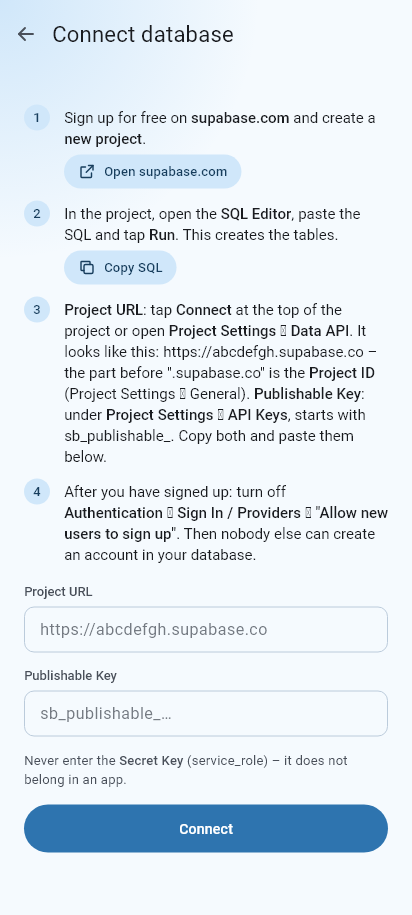 Connect database
1
Sign up for free on supabase.com and create a
new project.
Open supabase.com
2
In the project, open the SQL Editor, paste the
SQL and tap Run. This creates the tables.
Copy SQL
3
Project URL: tap Connect at the top of the
project or open Project Settings ▯ Data API. It
looks like this: https://abcdefgh.supabase.co –
the part before ".supabase.co" is the Project ID
(Project Settings ▯ General). Publishable Key:
under Project Settings ▯ API Keys, starts with
sb_publishable_. Copy both and paste them
below.
4
After you have signed up: turn off
Authentication ▯ Sign In / Providers ▯ "Allow new
users to sign up". Then nobody else can create
an account in your database.
Project URL
https://abcdefgh.supabase.co
Publishable Key
sb_publishable_…
Never enter the Secret Key (service_role) – it does not
belong in an app.
Connect